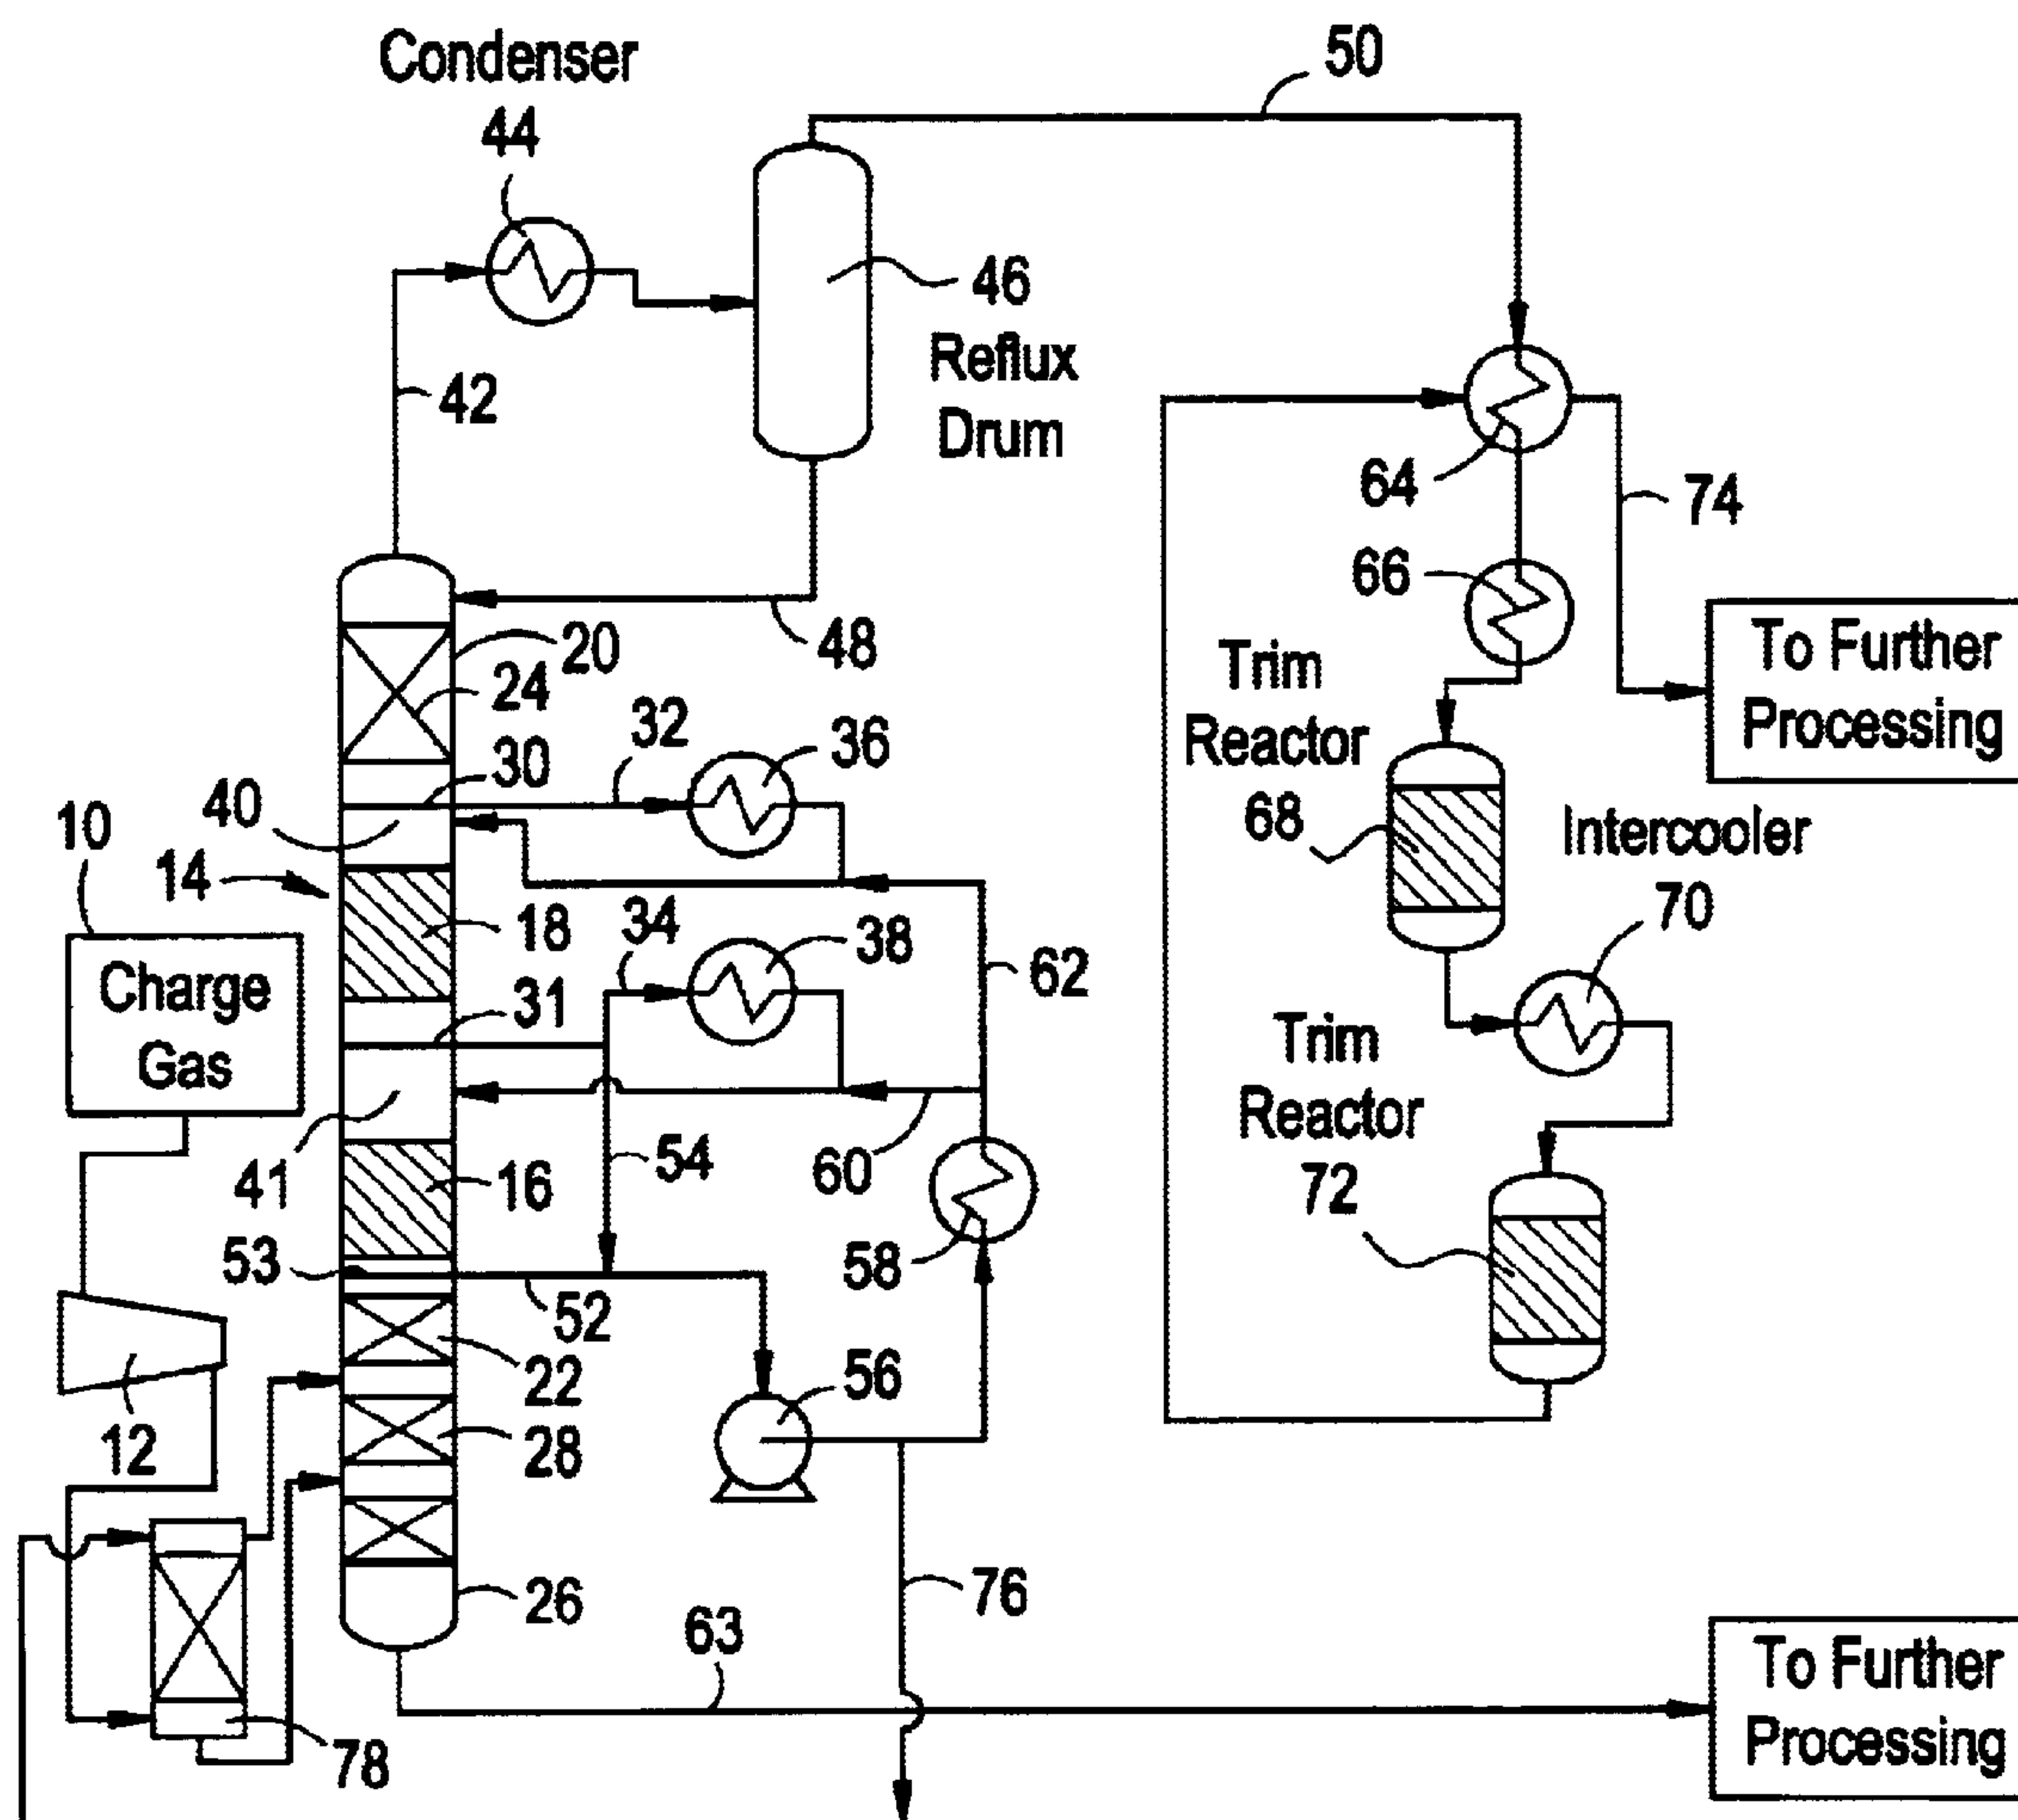 Condenser
44
50
46
Reflux
Drum
42
64
74
66
48
20
24
32
30
36
40
10
14
18
34
38
31
62
Charge
Gas
41
16
54
60
58
53
52
22
56
12
28
26
76
63
78
Trim
Reactor
68
Intercooler
70
Trim
Reactor
72
To Further
Processing
To Further
Processing